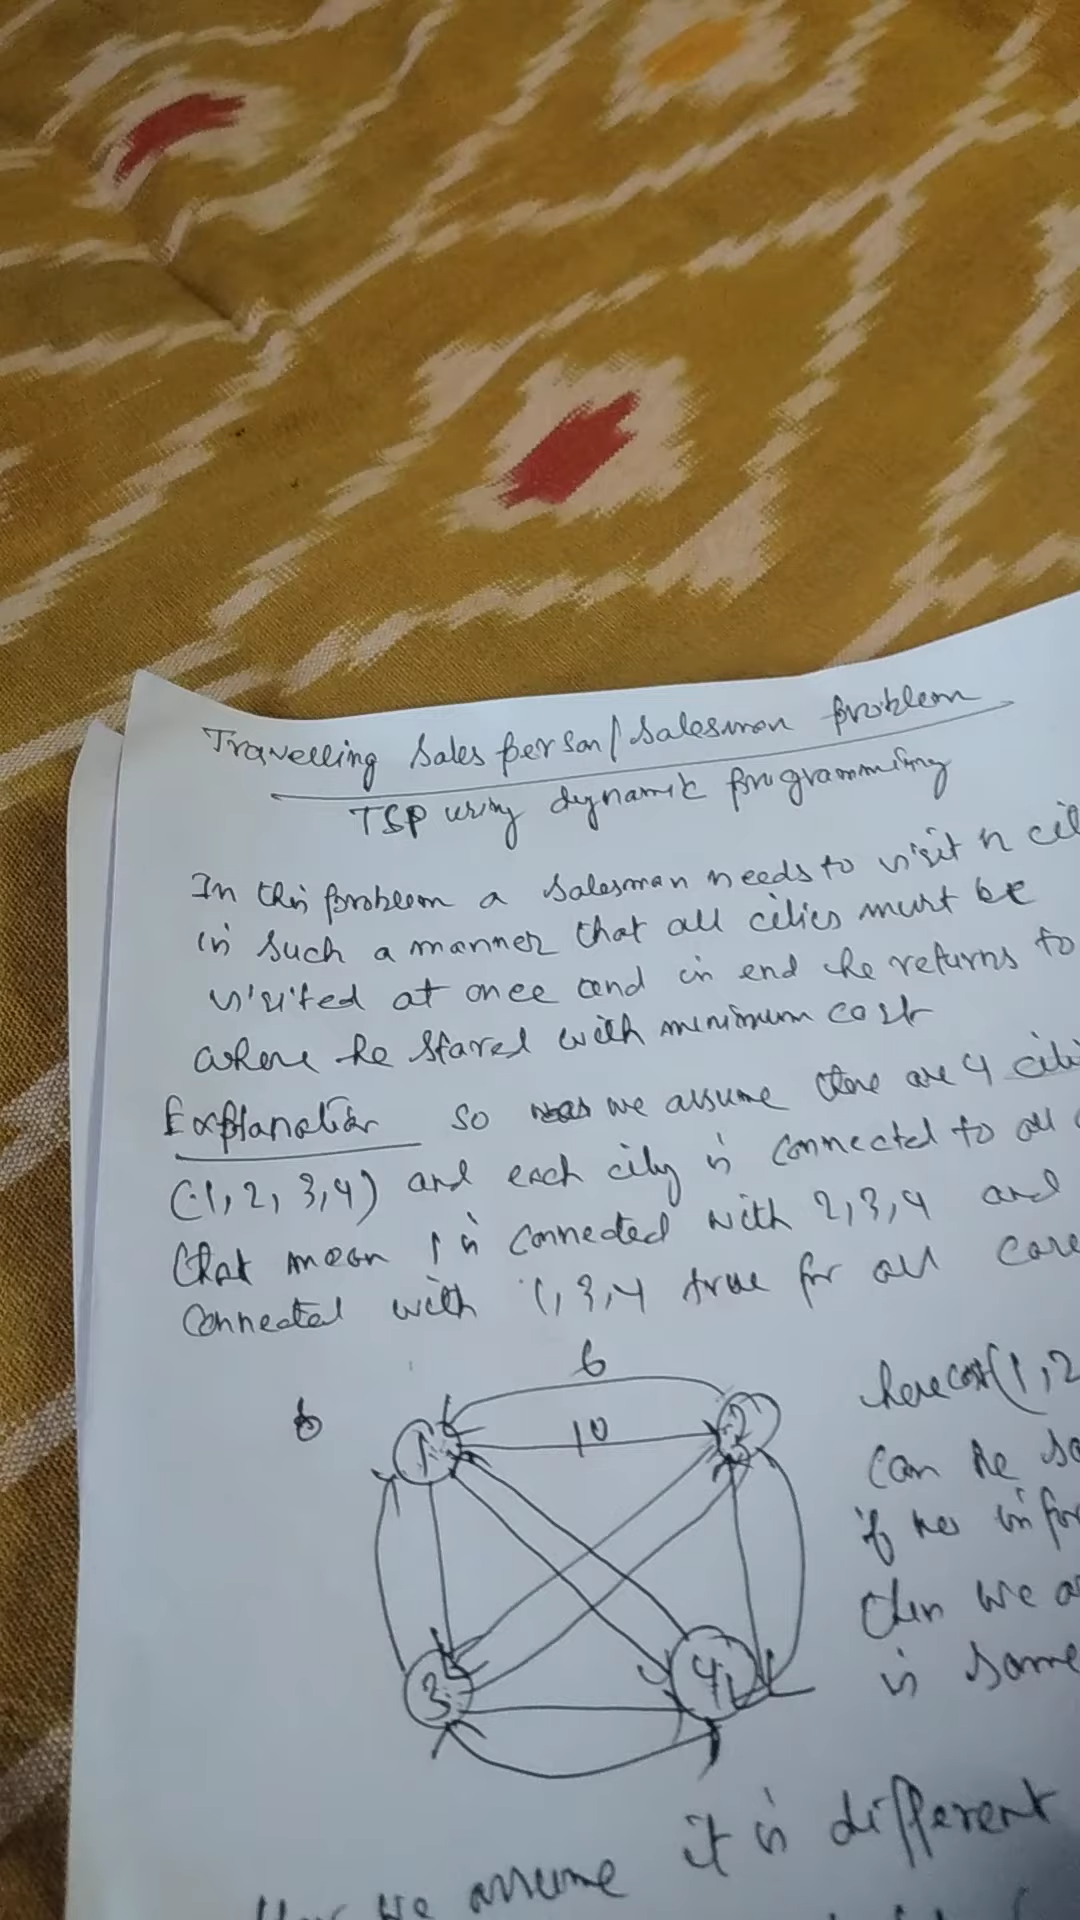 Travelling Sales person/Salesman problem
TSP using dynamic programming
In this problem a salesman needs to visit n
in such a manner that all cities must be
visited at once and in end he returns to
where he stared with minimum cost
Explanation so we assume there are 4
(1, 2, 3, 4) and each city is connected to all
that mean 1 is connected with 2, 3, 4 and
connected with 1, 3, 4 true for all
6
10
1
2
3
4
here cost(1,2
can be
if no
then we
is same
it is different
we assume